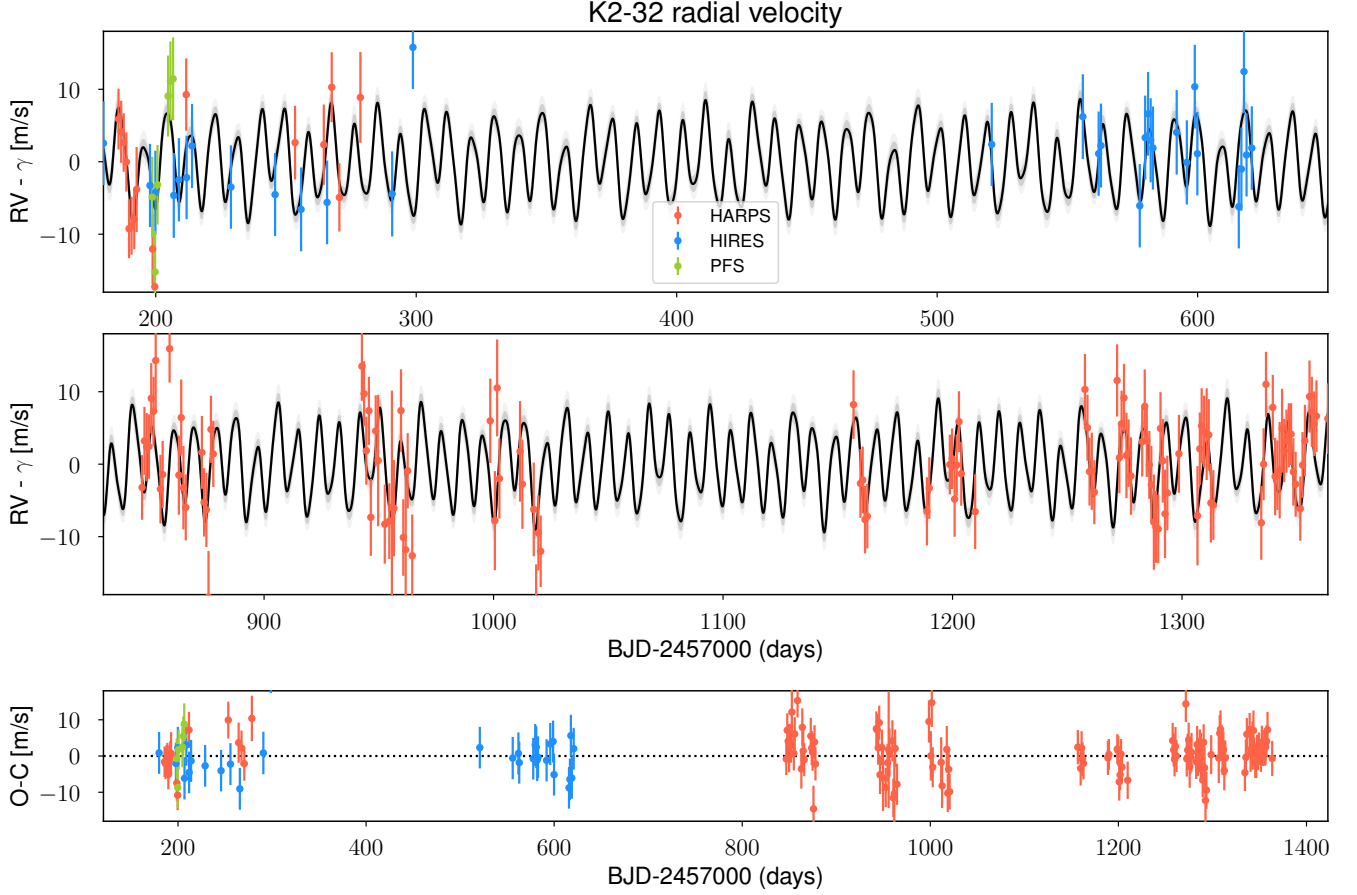 K2-32 radial velocity
RV - γ [m/s]
10
0
−10
HARPS
HIRES
PFS
200 300 400 500 600
RV - γ [m/s]
10
0
−10
900 1000 1100 1200 1300
BJD-2457000 (days)
O-C [m/s]
10
0
−10
200 400 600 800 1000 1200 1400
BJD-2457000 (days)